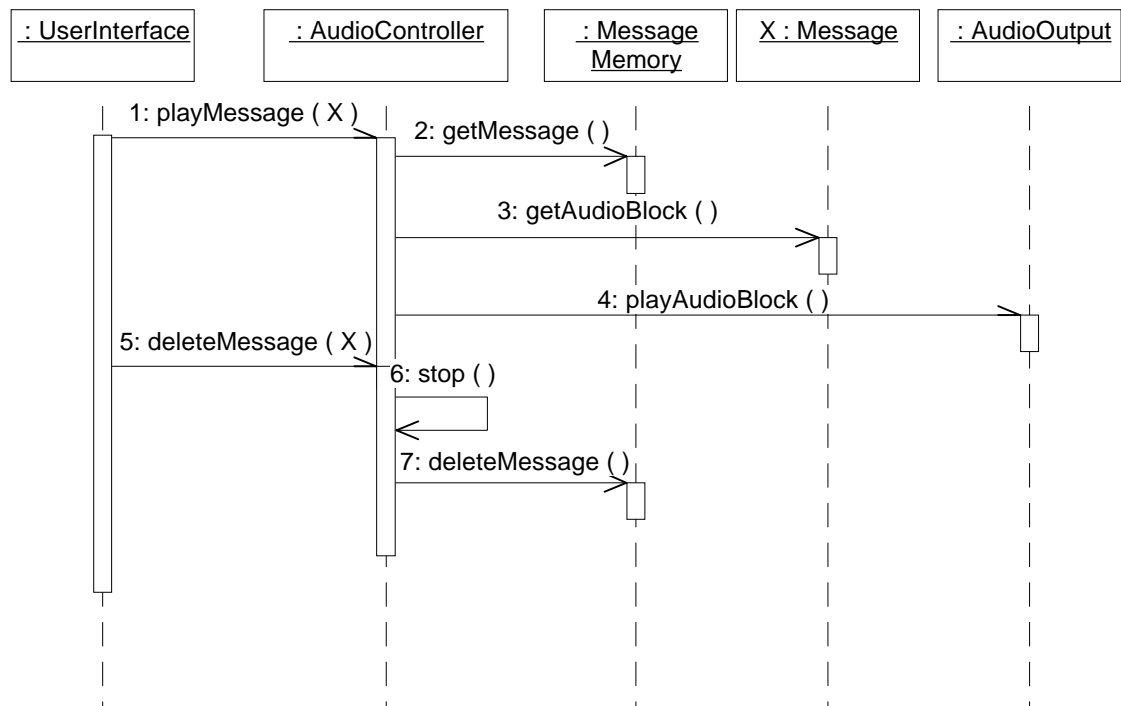 : UserInterface
: AudioController
: Message
Memory
X : Message
: AudioOutput
1: playMessage ( X )
2: getMessage ( )
3: getAudioBlock ( )
4: playAudioBlock ( )
5: deleteMessage ( X )
6: stop ( )
7: deleteMessage ( )